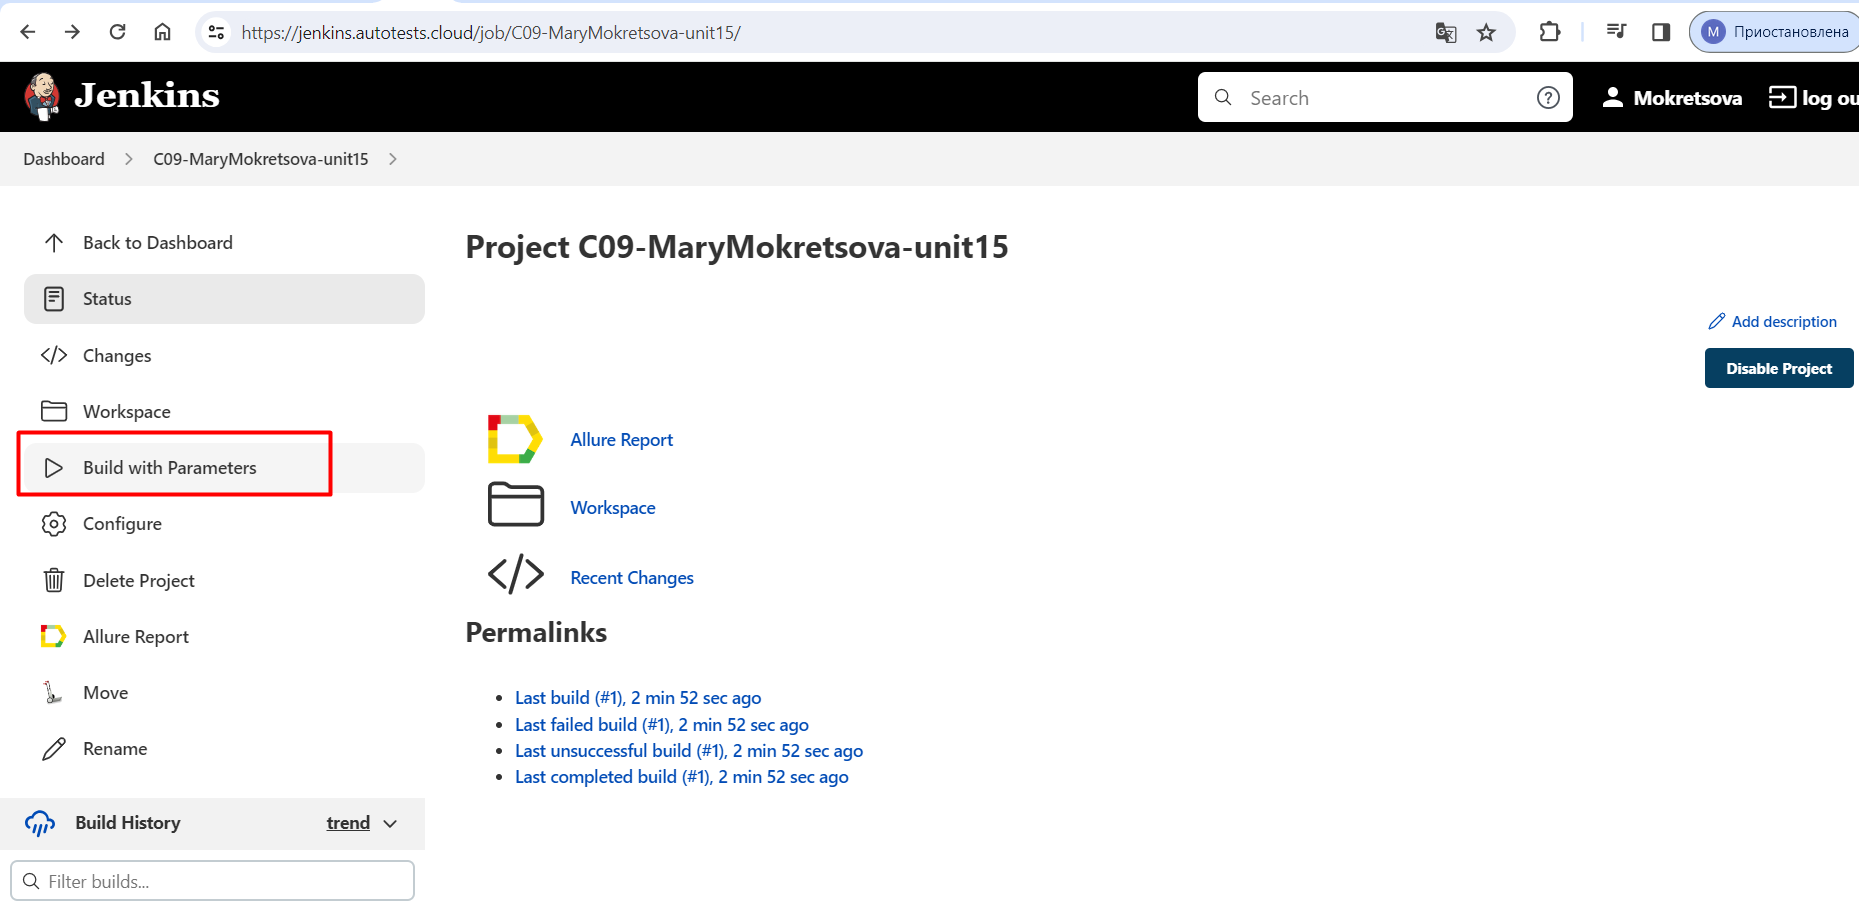 https://jenkins.autotests.cloud/job/C09-MaryMokretsova-unit15/
M Приостановлена
Jenkins
Search
Mokretsova
log ou
Dashboard
C09-MaryMokretsova-unit15
Back to Dashboard
Status
Changes
Workspace
Build with Parameters
Configure
Delete Project
Allure Report
Move
Rename
Build History
trend
Filter builds...
Project C09-MaryMokretsova-unit15
Add description
Disable Project
Allure Report
Workspace
Recent Changes
Permalinks
Last build (#1), 2 min 52 sec ago
Last failed build (#1), 2 min 52 sec ago
Last unsuccessful build (#1), 2 min 52 sec ago
Last completed build (#1), 2 min 52 sec ago